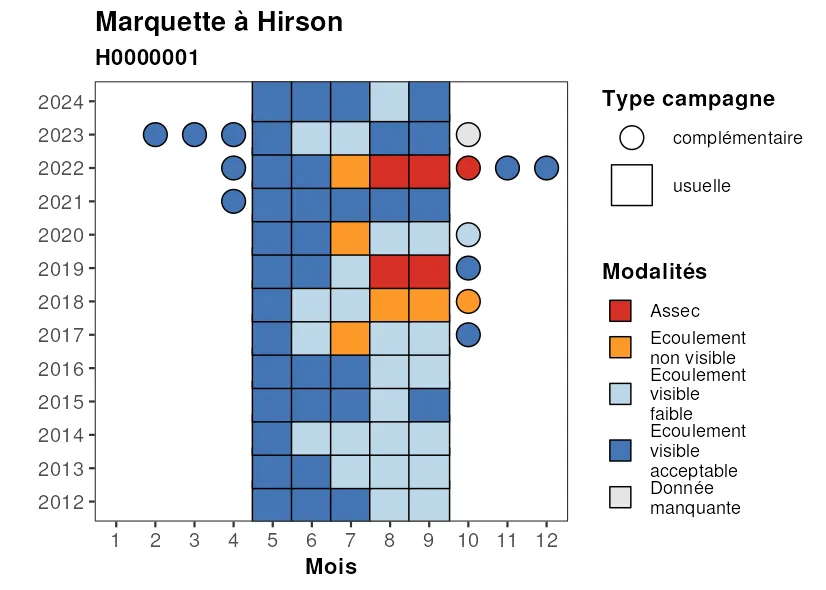 Marquette à Hirson
H0000001
2024
2023
2022
2021
2020
2019
2018
2017
2016
2015
2014
2013
2012
1 2 3 4 5 6 7 8 9 10 11 12
Mois
Type campagne
complémentaire
usuelle
Modalités
Assec
Ecoulement
non visible
Ecoulement
visible
faible
Ecoulement
visible
acceptable
Donnée
manquante